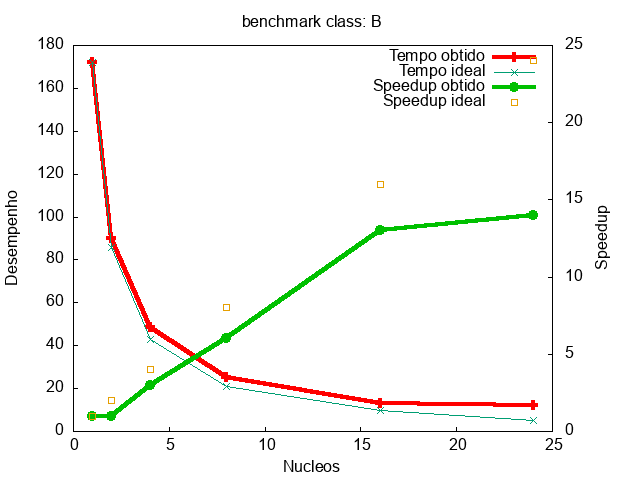 benchmark class: B
Tempo obtido
Tempo ideal
Speedup obtido
Speedup ideal
180
160
140
120
100
80
60
40
20
0
25
20
15
10
5
0
0
5
10
15
20
25
Desempenho
Speedup
Nucleos